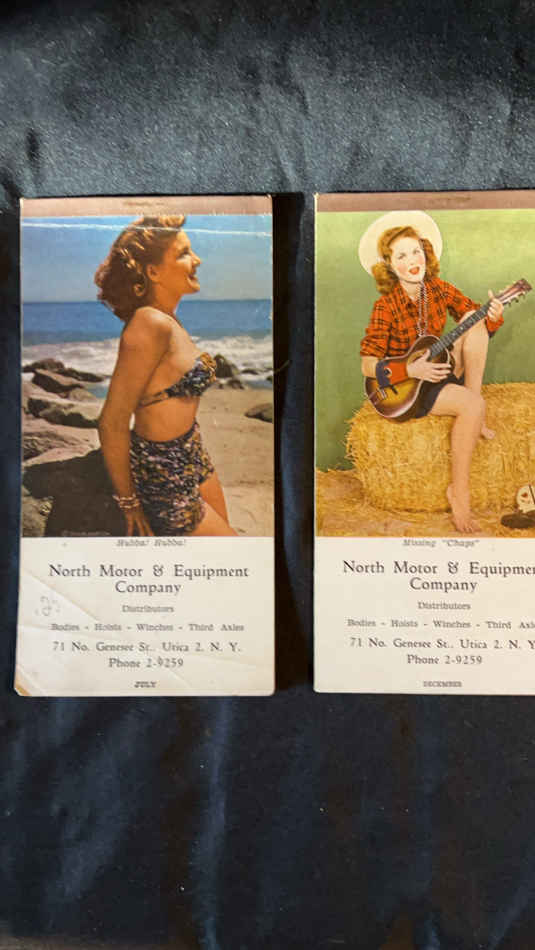 Hubba! Hubba!
North Motor & Equipment
Company
Distributors
Bodies - Hoists - Winches - Third Axles
71 No. Genesee St., Utica 2. N. Y.
Phone 2-9259
JULY
Missing "Chaps"
North Motor & Equipmen
Company
Distributors
Bodies - Hoists - Winches - Third Axl
71 No. Genesee St., Utica 2. N. Y
Phone 2-9259
DECEMBER